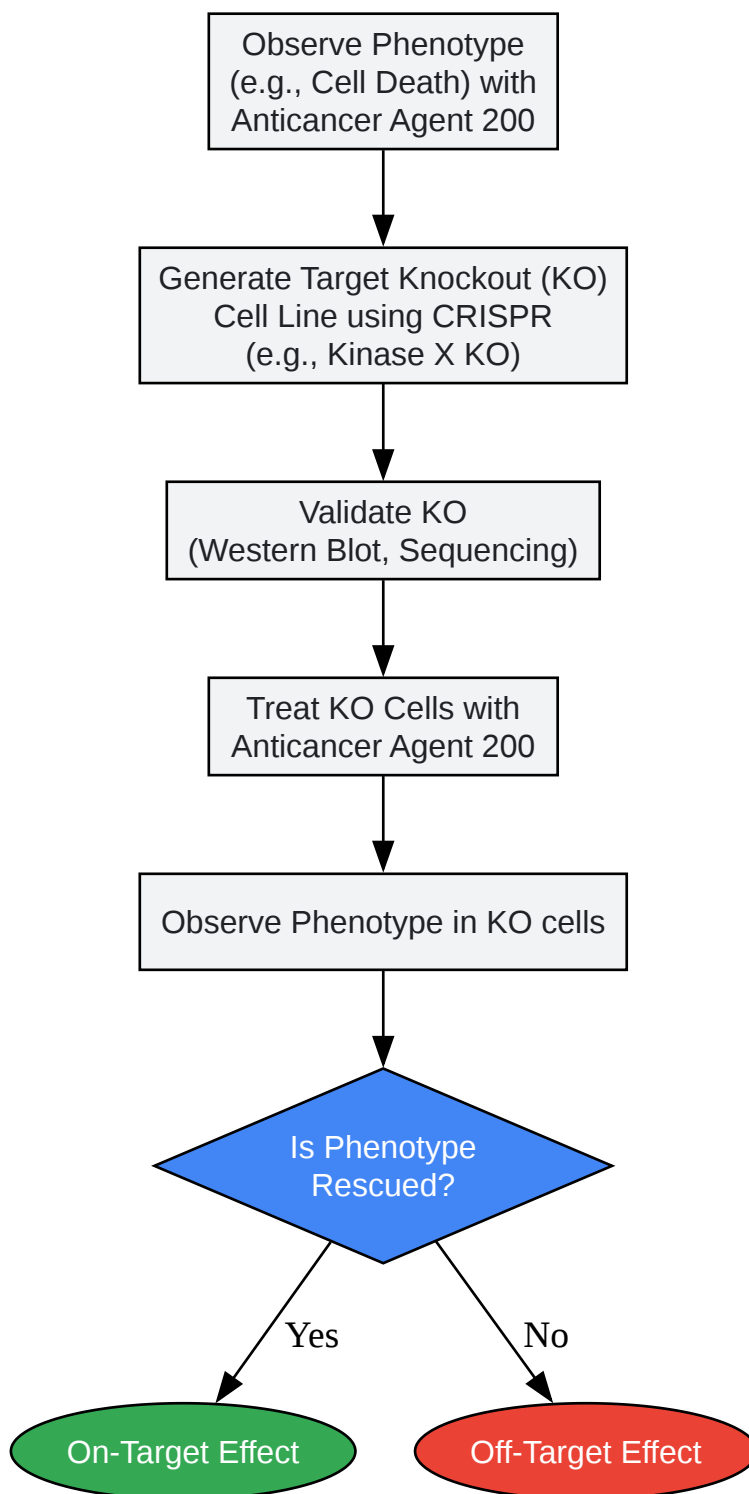 Observe Phenotype
(e.g., Cell Death) with
Anticancer Agent 200
Generate Target Knockout (KO)
Cell Line using CRISPR
(e.g., Kinase X KO)
Validate KO
(Western Blot, Sequencing)
Treat KO Cells with
Anticancer Agent 200
Observe Phenotype in KO cells
Is Phenotype
Rescued?
Yes
No
On-Target Effect
Off-Target Effect